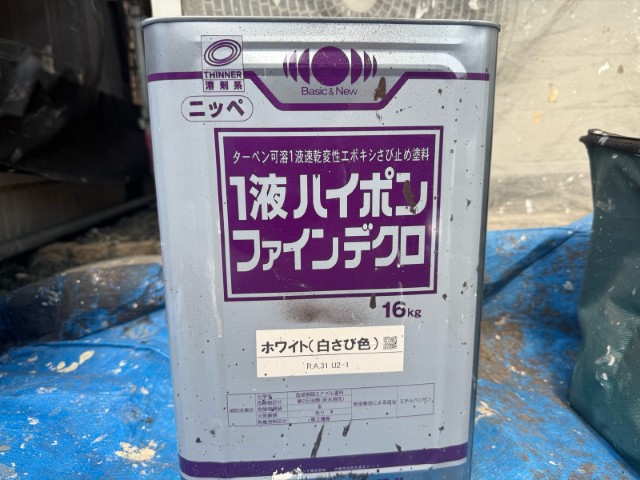 THINNER
溶剤系
Basic & New
ニッペ
ターペン可溶1液速乾変性エポキシさび止め塗料
1液ハイポン
ファインデクロ
16kg
ホワイト(白さび色)
R.A.31 U2-1